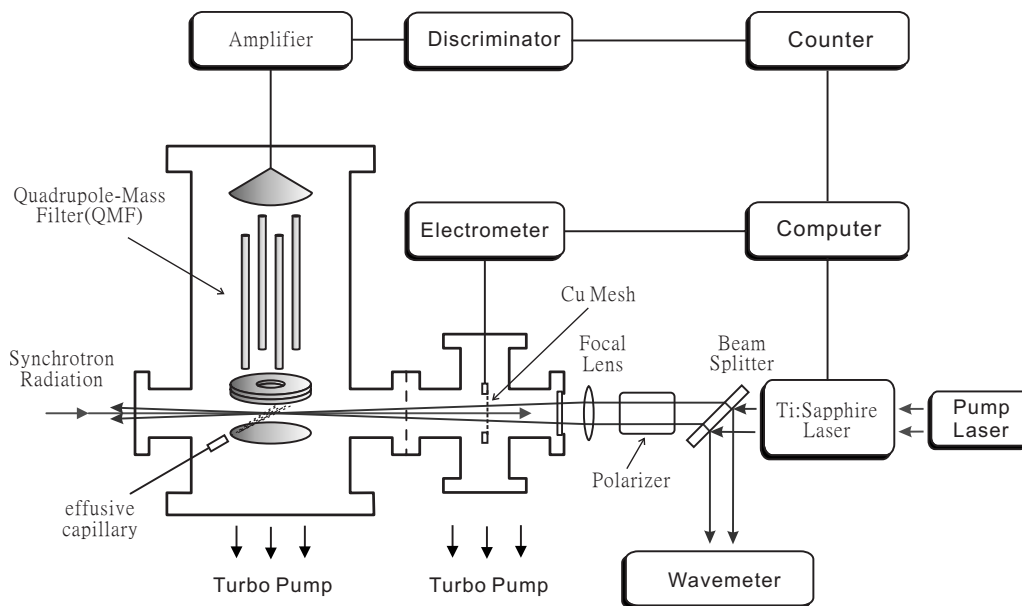 Amplifier
Discriminator
Counter
Quadrupole-Mass
Filter(QMF)
Electrometer
Computer
Cu Mesh
Synchrotron
Radiation
Focal
Lens
Beam
Splitter
Ti:Sapphire
Laser
Pump
Laser
Polarizer
effusive
capillary
Turbo Pump
Turbo Pump
Wavemeter